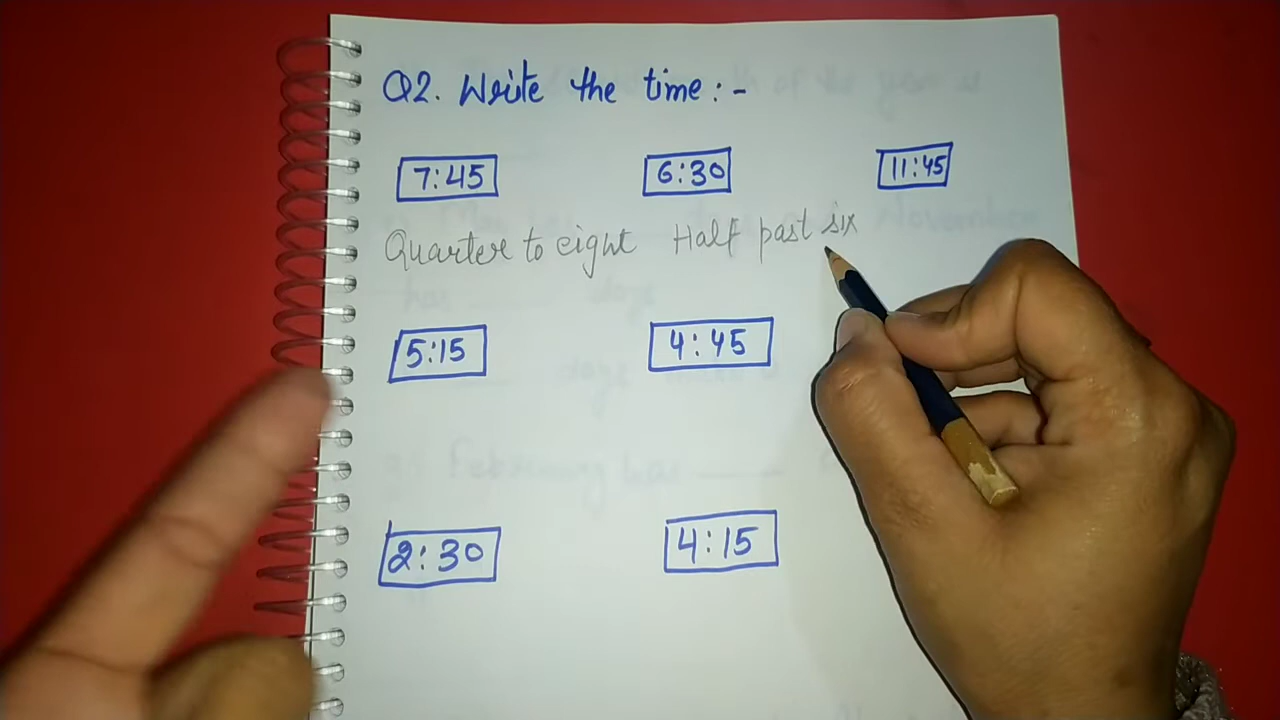 Q2. Write the time:-
7:45 6:30 11:45
Quarter to eight Half past six
5:15 4:45
2:30 4:15